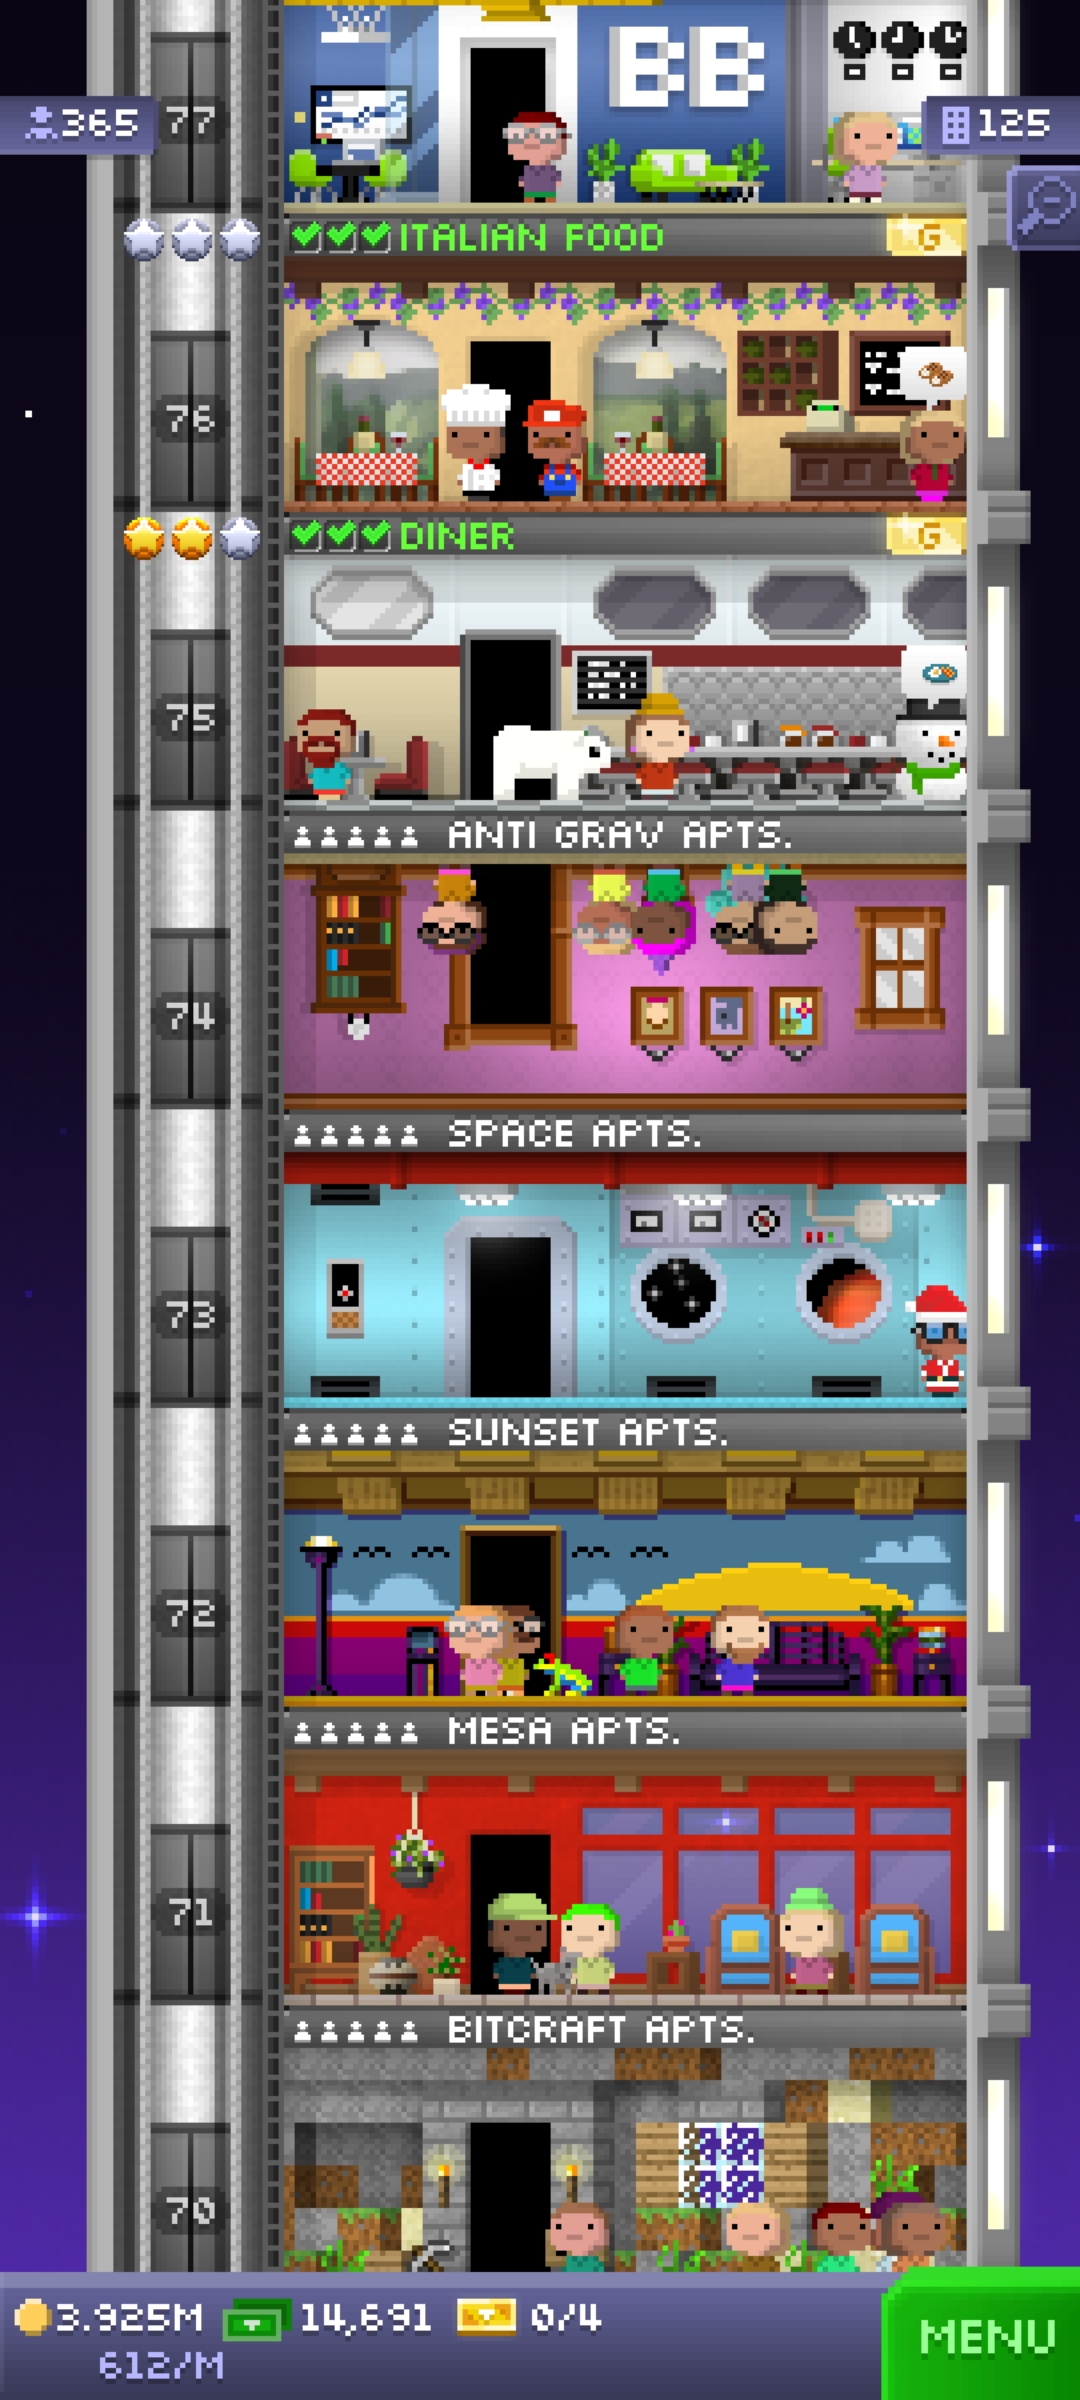 BB
365
77
125
ITALIAN FOOD
G
76
DINER
G
75
ANTI GRAV APTS.
74
SPACE APTS.
73
SUNSET APTS.
72
MESA APTS.
71
BITCRAFT APTS.
70
3.925M 14,691 0/4
612/M
MENU